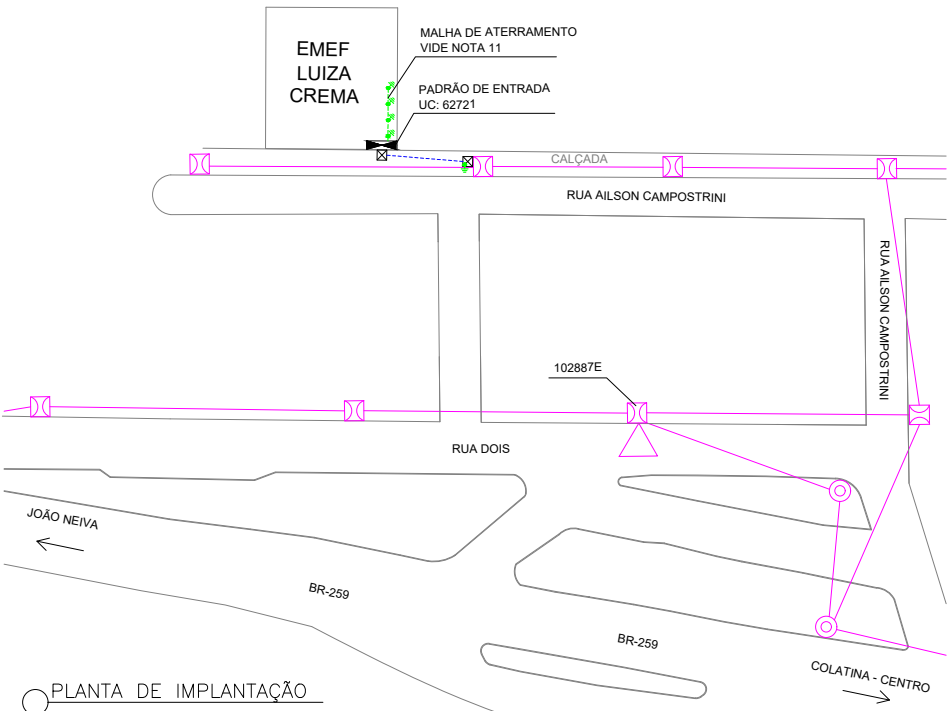 EMEF
LUIZA
CREMA
MALHA DE ATERRAMENTO
VIDE NOTA 11
PADRÃO DE ENTRADA
UC: 62721
CALÇADA
RUA AILSON CAMPOSTRINI
RUA AILSON CAMPOSTRINI
102887E
RUA DOIS
JOÃO NEIVA
BR-259
BR-259
COLATINA - CENTRO
PLANTA DE IMPLANTAÇÃO